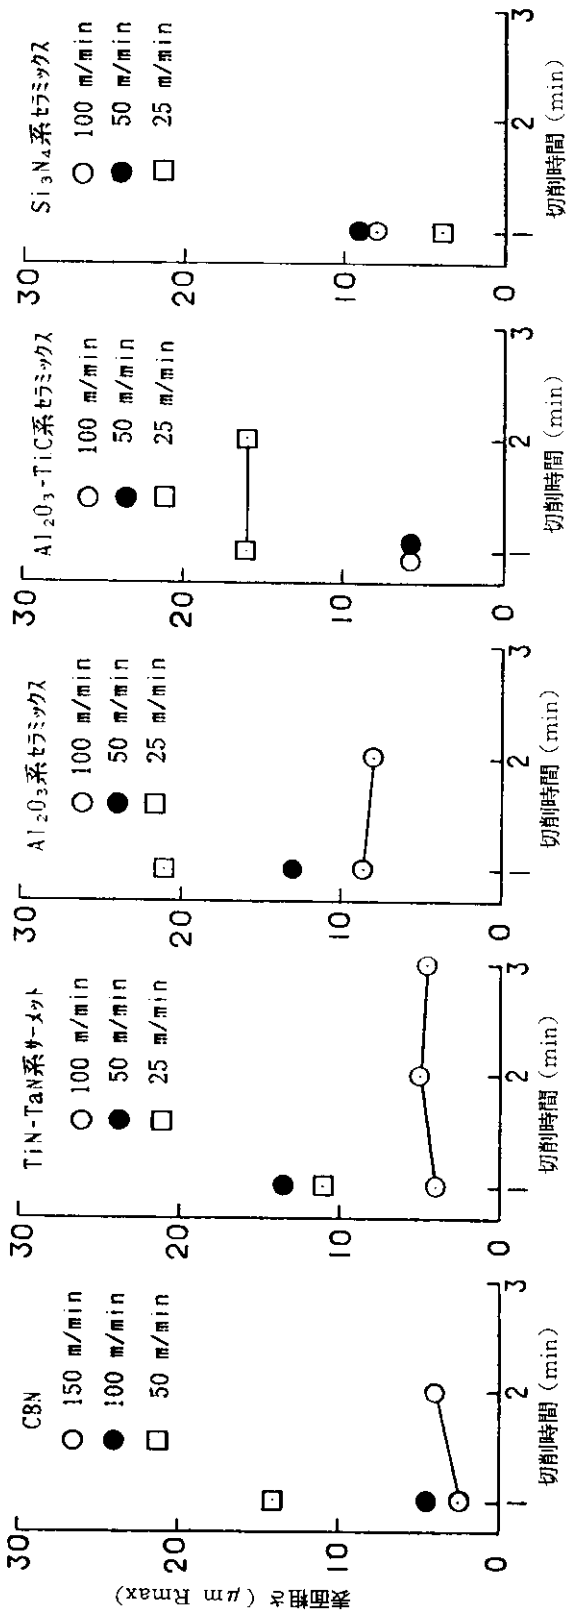 表面粗さ (μm Rmax)
CBN
○ 150 m/min
● 100 m/min
□ 50 m/min
30
20
10
0
1
2
3
切削時間 (min)
TiN-TaN系サーメット
○ 100 m/min
● 50 m/min
□ 25 m/min
30
20
10
0
1
2
3
切削時間 (min)
Al₂O₃系セラミックス
○ 100 m/min
● 50 m/min
□ 25 m/min
30
20
10
0
1
2
3
切削時間 (min)
Al₂O₃-TiC系セラミックス
○ 100 m/min
● 50 m/min
□ 25 m/min
30
20
10
0
1
2
3
切削時間 (min)
Si₃N₄系セラミックス
○ 100 m/min
● 50 m/min
□ 25 m/min
30
20
10
0
1
2
3
切削時間 (min)